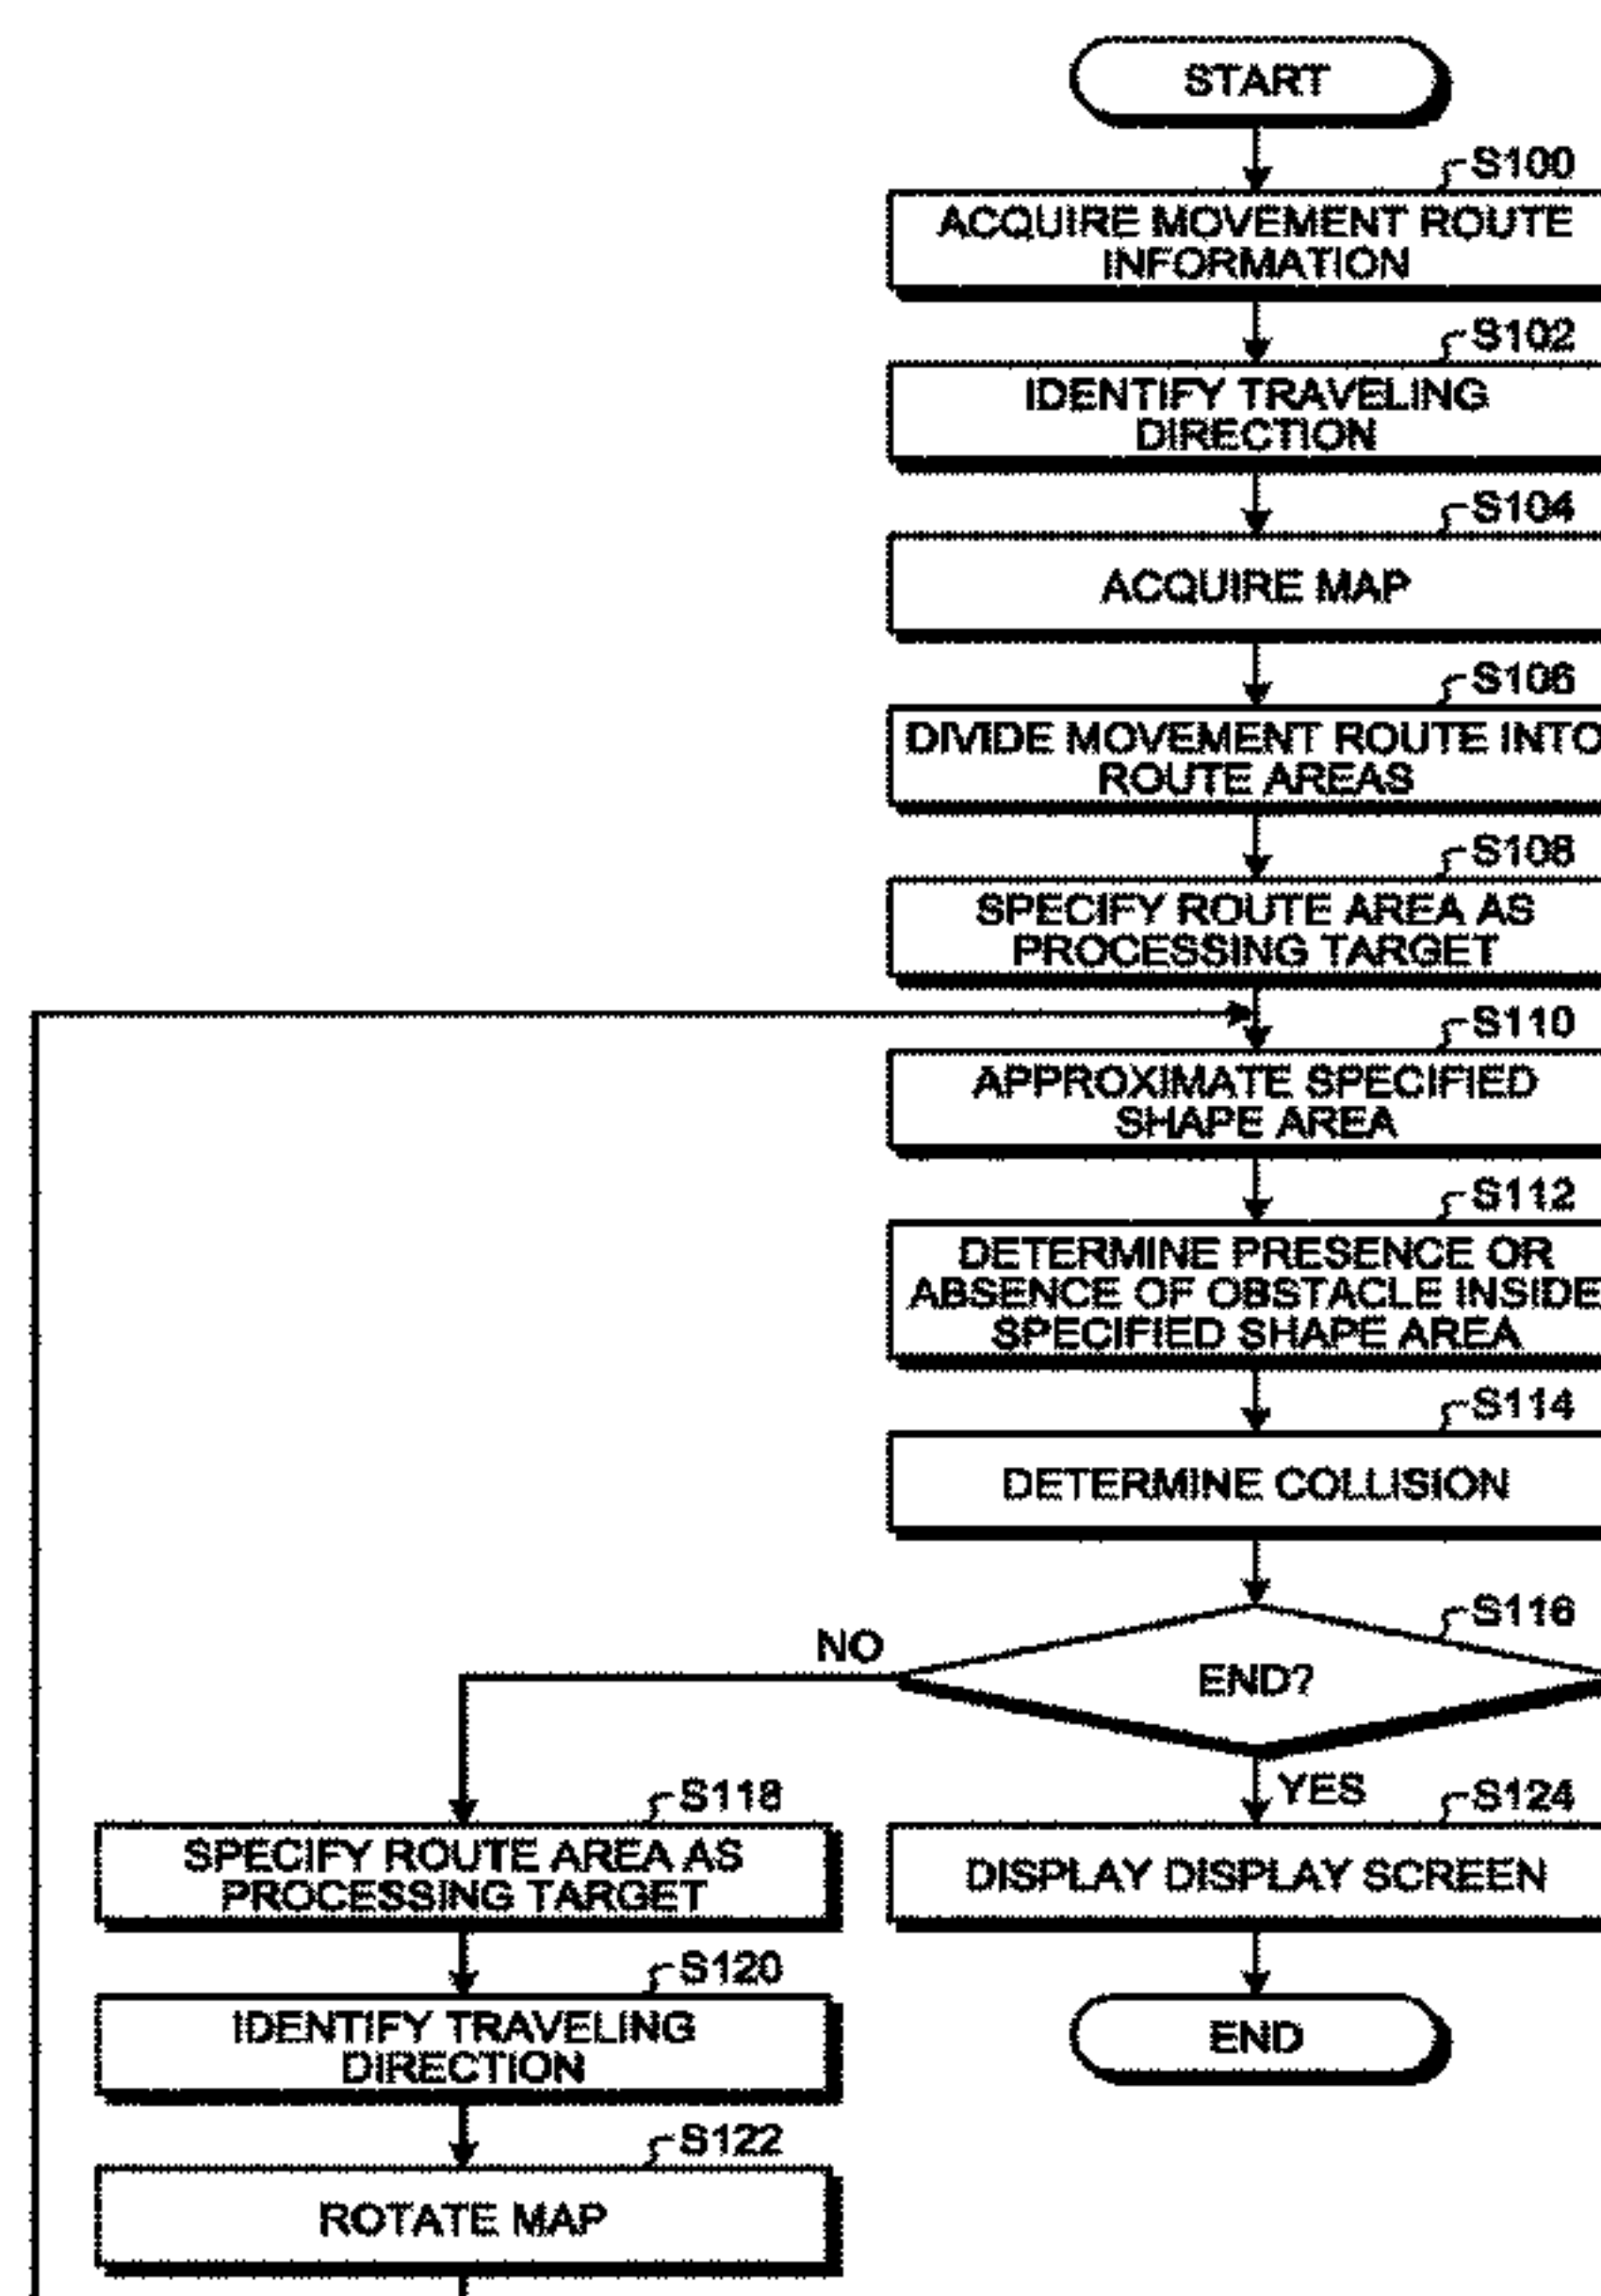 START
S100
ACQUIRE MOVEMENT ROUTE
INFORMATION
S102
IDENTIFY TRAVELING
DIRECTION
S104
ACQUIRE MAP
S106
DIVIDE MOVEMENT ROUTE INTO
ROUTE AREAS
S108
SPECIFY ROUTE AREA AS
PROCESSING TARGET
S110
APPROXIMATE SPECIFIED
SHAPE AREA
S112
DETERMINE PRESENCE OR
ABSENCE OF OBSTACLE INSIDE
SPECIFIED SHAPE AREA
S114
DETERMINE COLLISION
S116
END?
NO
YES
S118
SPECIFY ROUTE AREA AS
PROCESSING TARGET
S120
IDENTIFY TRAVELING
DIRECTION
S122
ROTATE MAP
S124
DISPLAY DISPLAY SCREEN
END